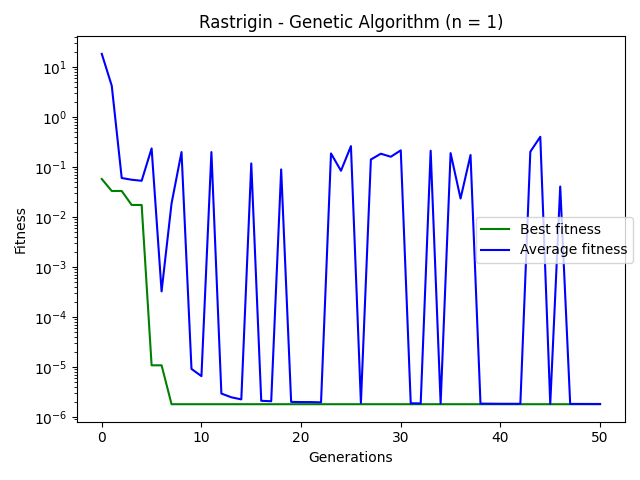 Rastrigin - Genetic Algorithm (n = 1)
10¹
10⁰
10⁻¹
10⁻²
10⁻³
10⁻⁴
10⁻⁵
10⁻⁶
Fitness
Best fitness
Average fitness
0 10 20 30 40 50
Generations